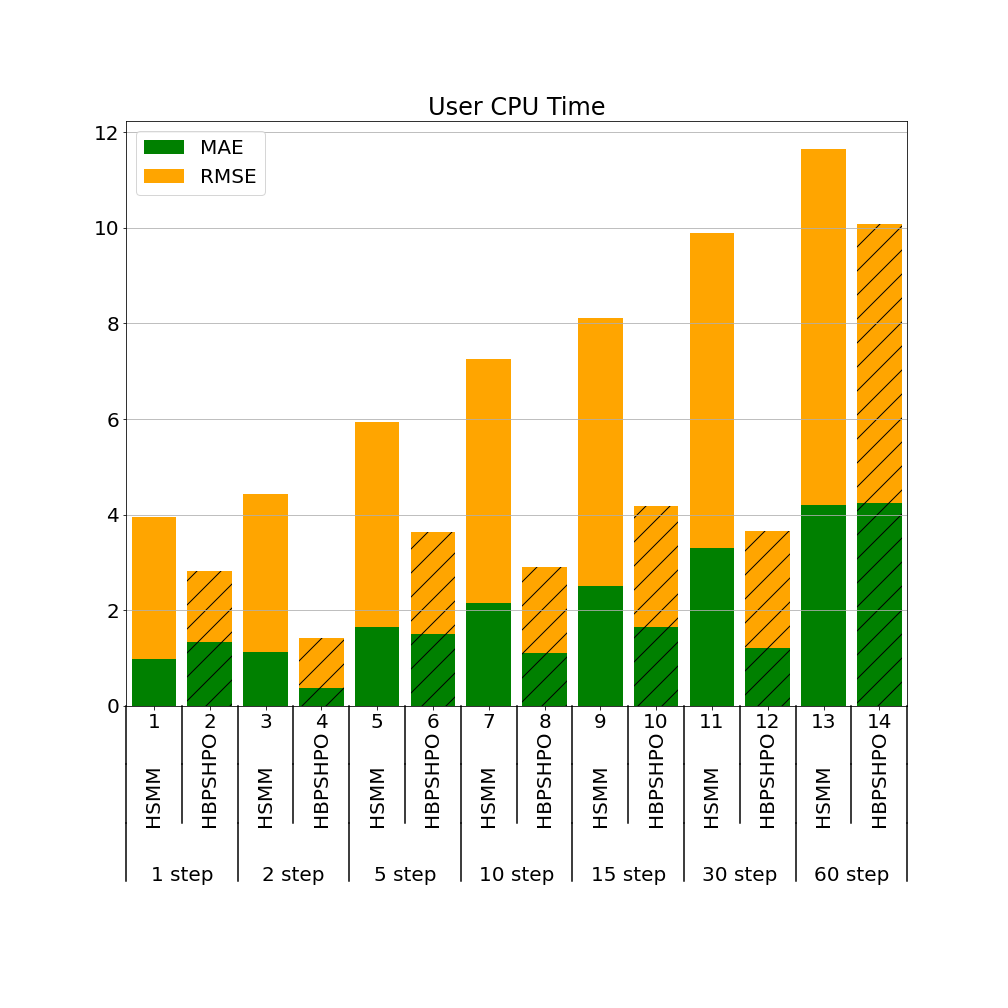 User CPU Time
12
10
8
6
4
2
0
MAE
RMSE
1 2 3 4 5 6 7 8 9 10 11 12 13 14
HSMM HBPSHPO HSMM HBPSHPO HSMM HBPSHPO HSMM HBPSHPO HSMM HBPSHPO HSMM HBPSHPO HSMM HBPSHPO
1 step 2 step 5 step 10 step 15 step 30 step 60 step